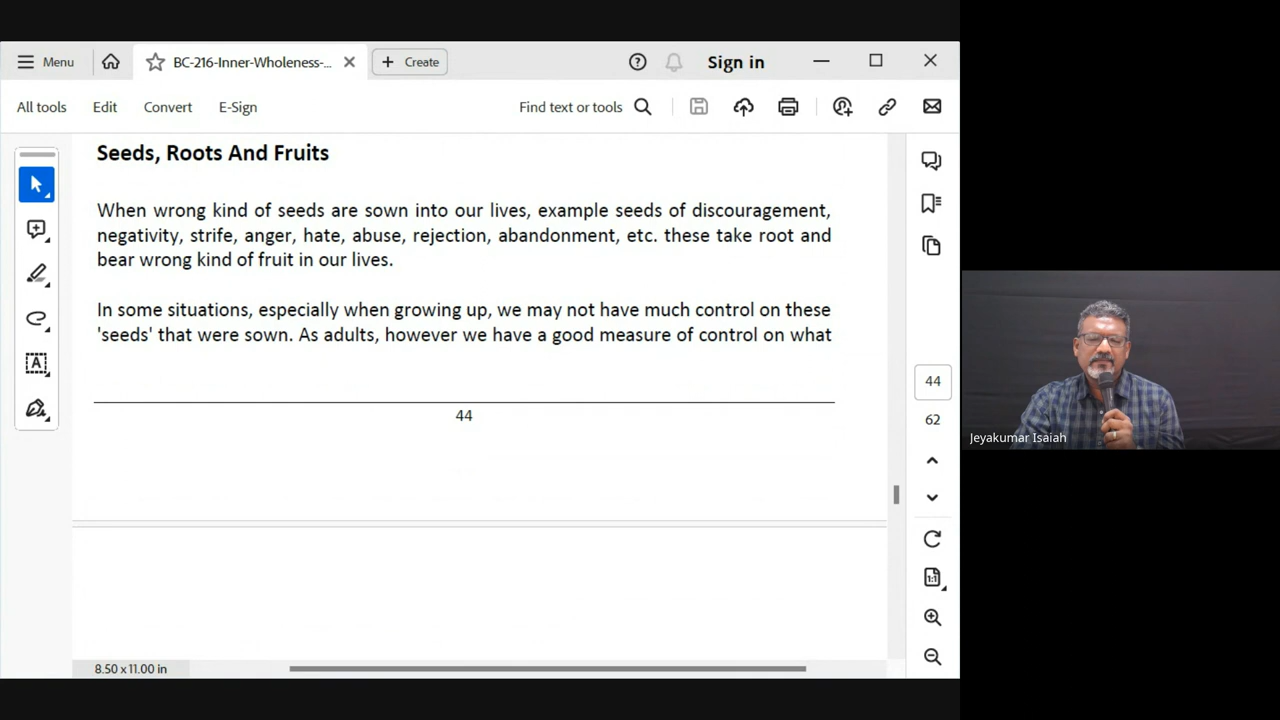 Menu
BC-216-Inner-Wholeness-...
Create
Sign in
All tools
Edit
Convert
E-Sign
Find text or tools
Seeds, Roots And Fruits
When wrong kind of seeds are sown into our lives, example seeds of discouragement,
negativity, strife, anger, hate, abuse, rejection, abandonment, etc. these take root and
bear wrong kind of fruit in our lives.
In some situations, especially when growing up, we may not have much control on these
'seeds' that were sown. As adults, however we have a good measure of control on what
44
44
62
1:1
8.50 x 11.00 in
Jeyakumar Isaiah